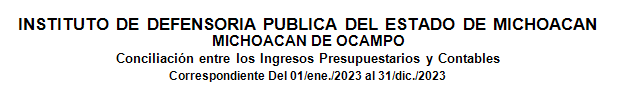 INSTITUTO DE DEFENSORIA PUBLICA DEL ESTADO DE MICHOACAN
MICHOACAN DE OCAMPO
Conciliación entre los Ingresos Presupuestarios y Contables
Correspondiente Del 01/ene./2023 al 31/dic./2023